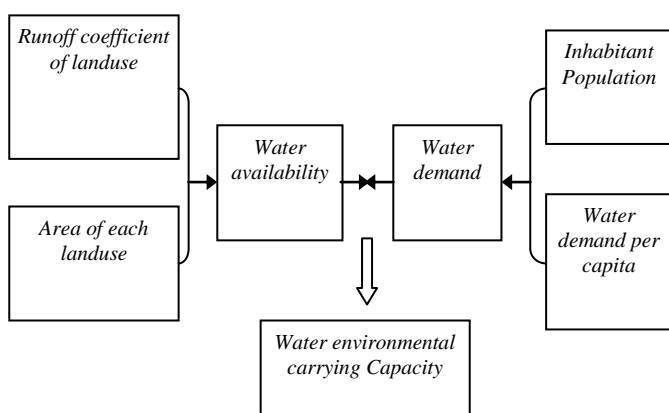 Runoff coefficient
of landuse
Inhabitant
Population
Water
availability
Water
demand
Area of each
landuse
Water
demand per
capita
Water environmental
carrying Capacity